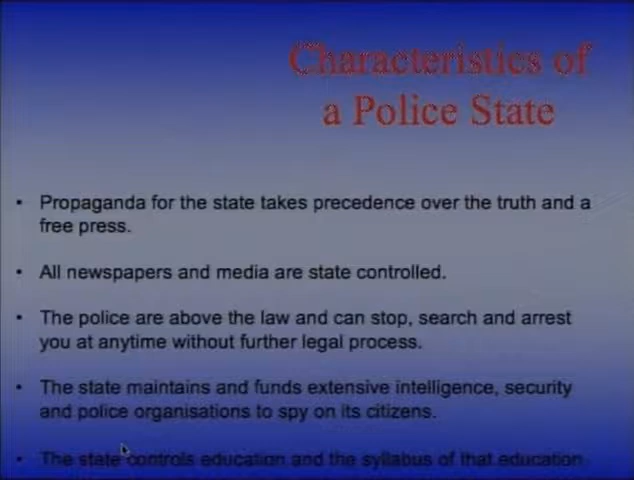 Characteristics of
a Police State
• Propaganda for the state takes precedence over the truth and a
free press.
• All newspapers and media are state controlled.
• The police are above the law and can stop, search and arrest
you at anytime without further legal process.
• The state maintains and funds extensive intelligence, security
and police organisations to spy on its citizens.
• The state controls education and the syllabus of that education